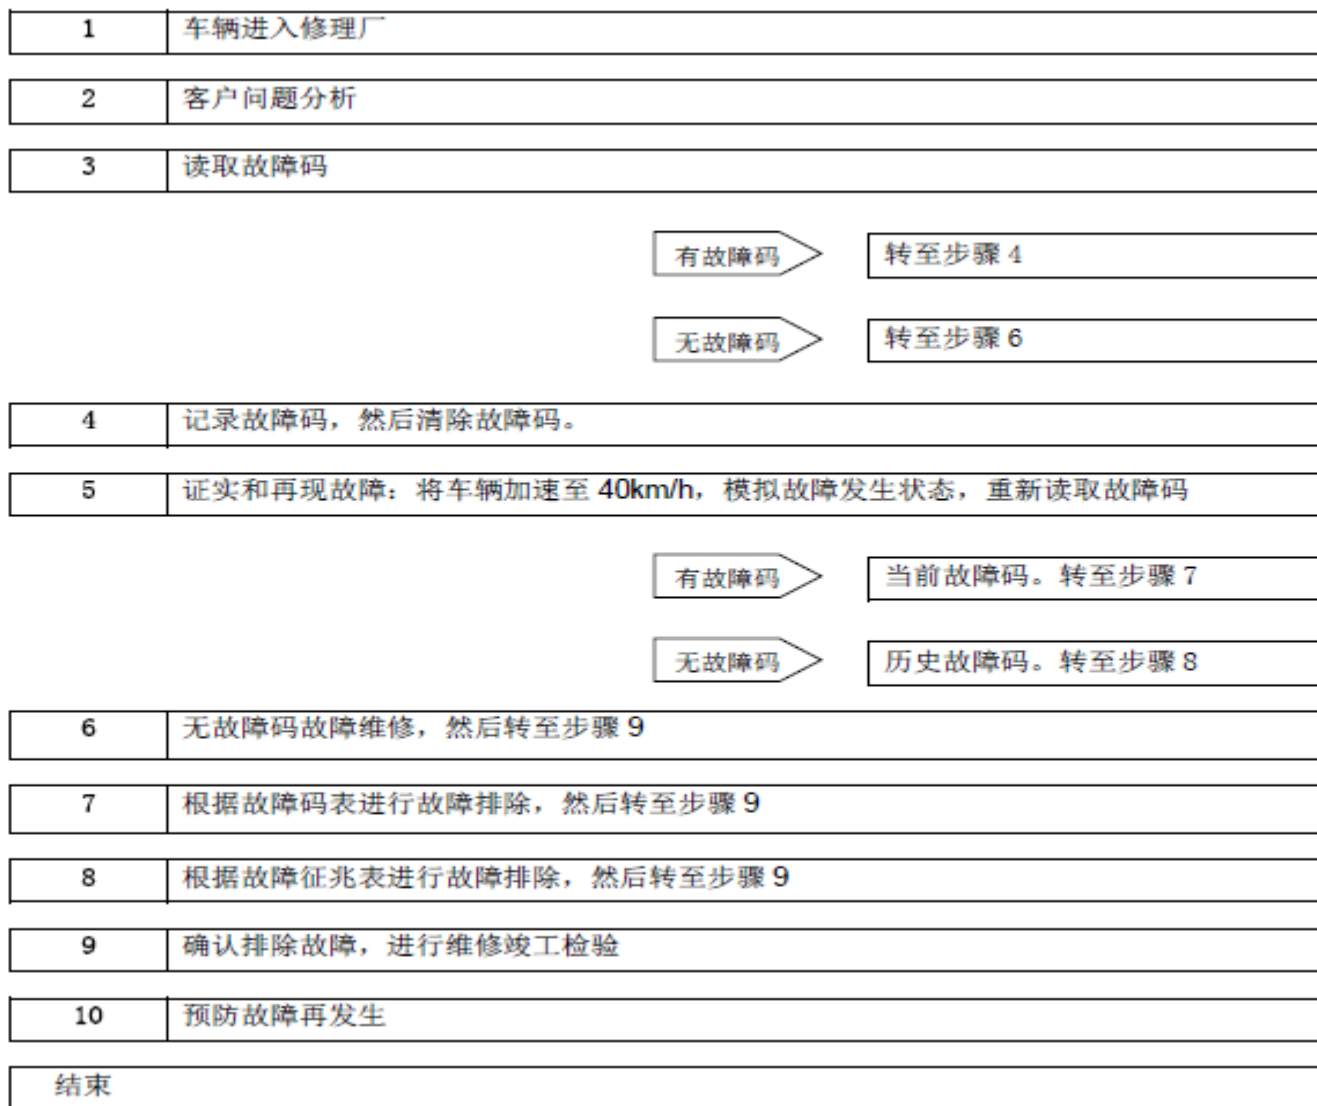 1 车辆进入修理厂
2 客户问题分析
3 读取故障码
有故障码 转至步骤 4
无故障码 转至步骤 6
4 记录故障码，然后清除故障码。
5 证实和再现故障：将车辆加速至 40km/h，模拟故障发生状态，重新读取故障码
有故障码 当前故障码。转至步骤 7
无故障码 历史故障码。转至步骤 8
6 无故障码故障维修，然后转至步骤 9
7 根据故障码表进行故障排除，然后转至步骤 9
8 根据故障征兆表进行故障排除，然后转至步骤 9
9 确认排除故障，进行维修竣工检验
10 预防故障再发生
结束